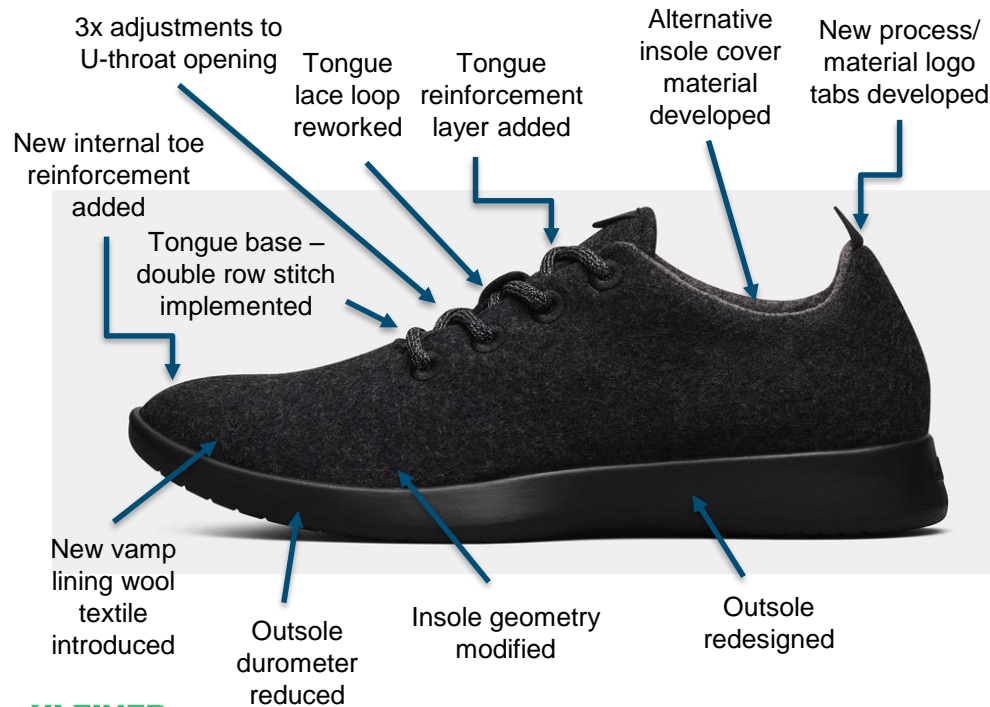 3x adjustments to
U-throat opening
Tongue
lace loop
reworked
Tongue
reinforcement
layer added
Alternative
insole cover
material
developed
New process/
material logo
tabs developed
New internal toe
reinforcement
added
Tongue base –
double row stitch
implemented
New vamp
lining wool
textile
introduced
Outsole
durometer
reduced
Insole geometry
modified
Outsole
redesigned